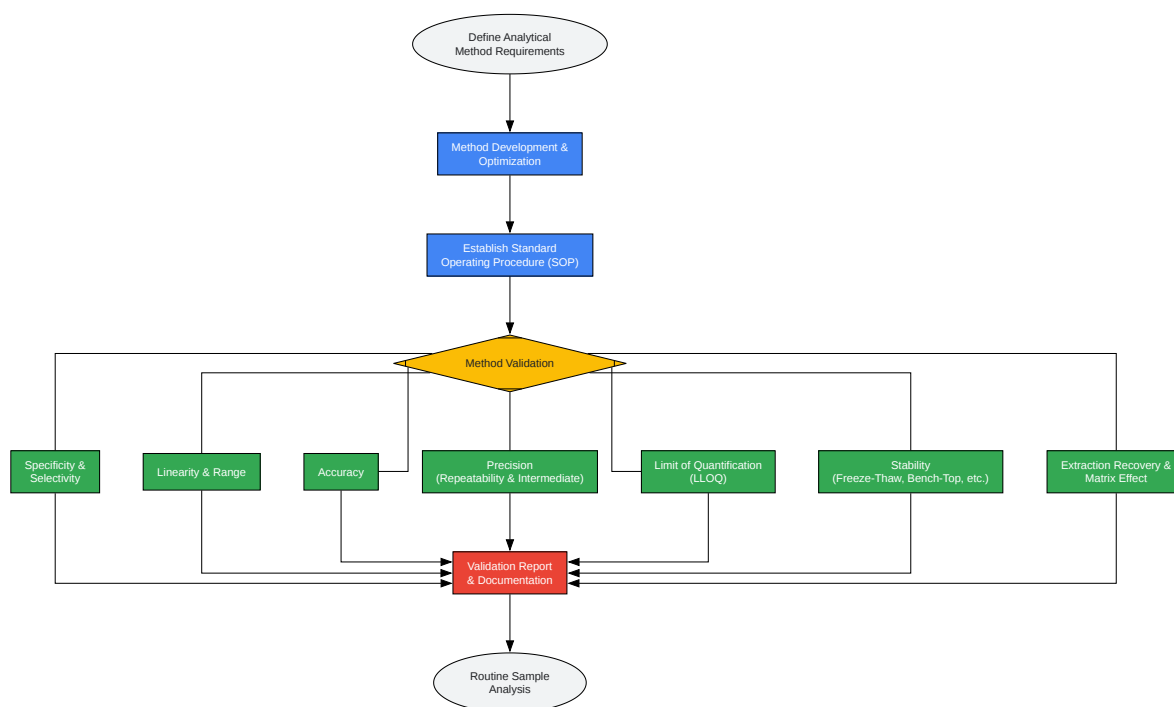 Define Analytical
Method Requirements
Method Development &
Optimization
Establish Standard
Operating Procedure (SOP)
Method Validation
Specificity &
Selectivity
Linearity & Range
Accuracy
Precision
(Repeatability & Intermediate)
Limit of Quantification
(LLOQ)
Stability
(Freeze-Thaw, Bench-Top, etc.)
Extraction Recovery &
Matrix Effect
Validation Report
& Documentation
Routine Sample
Analysis